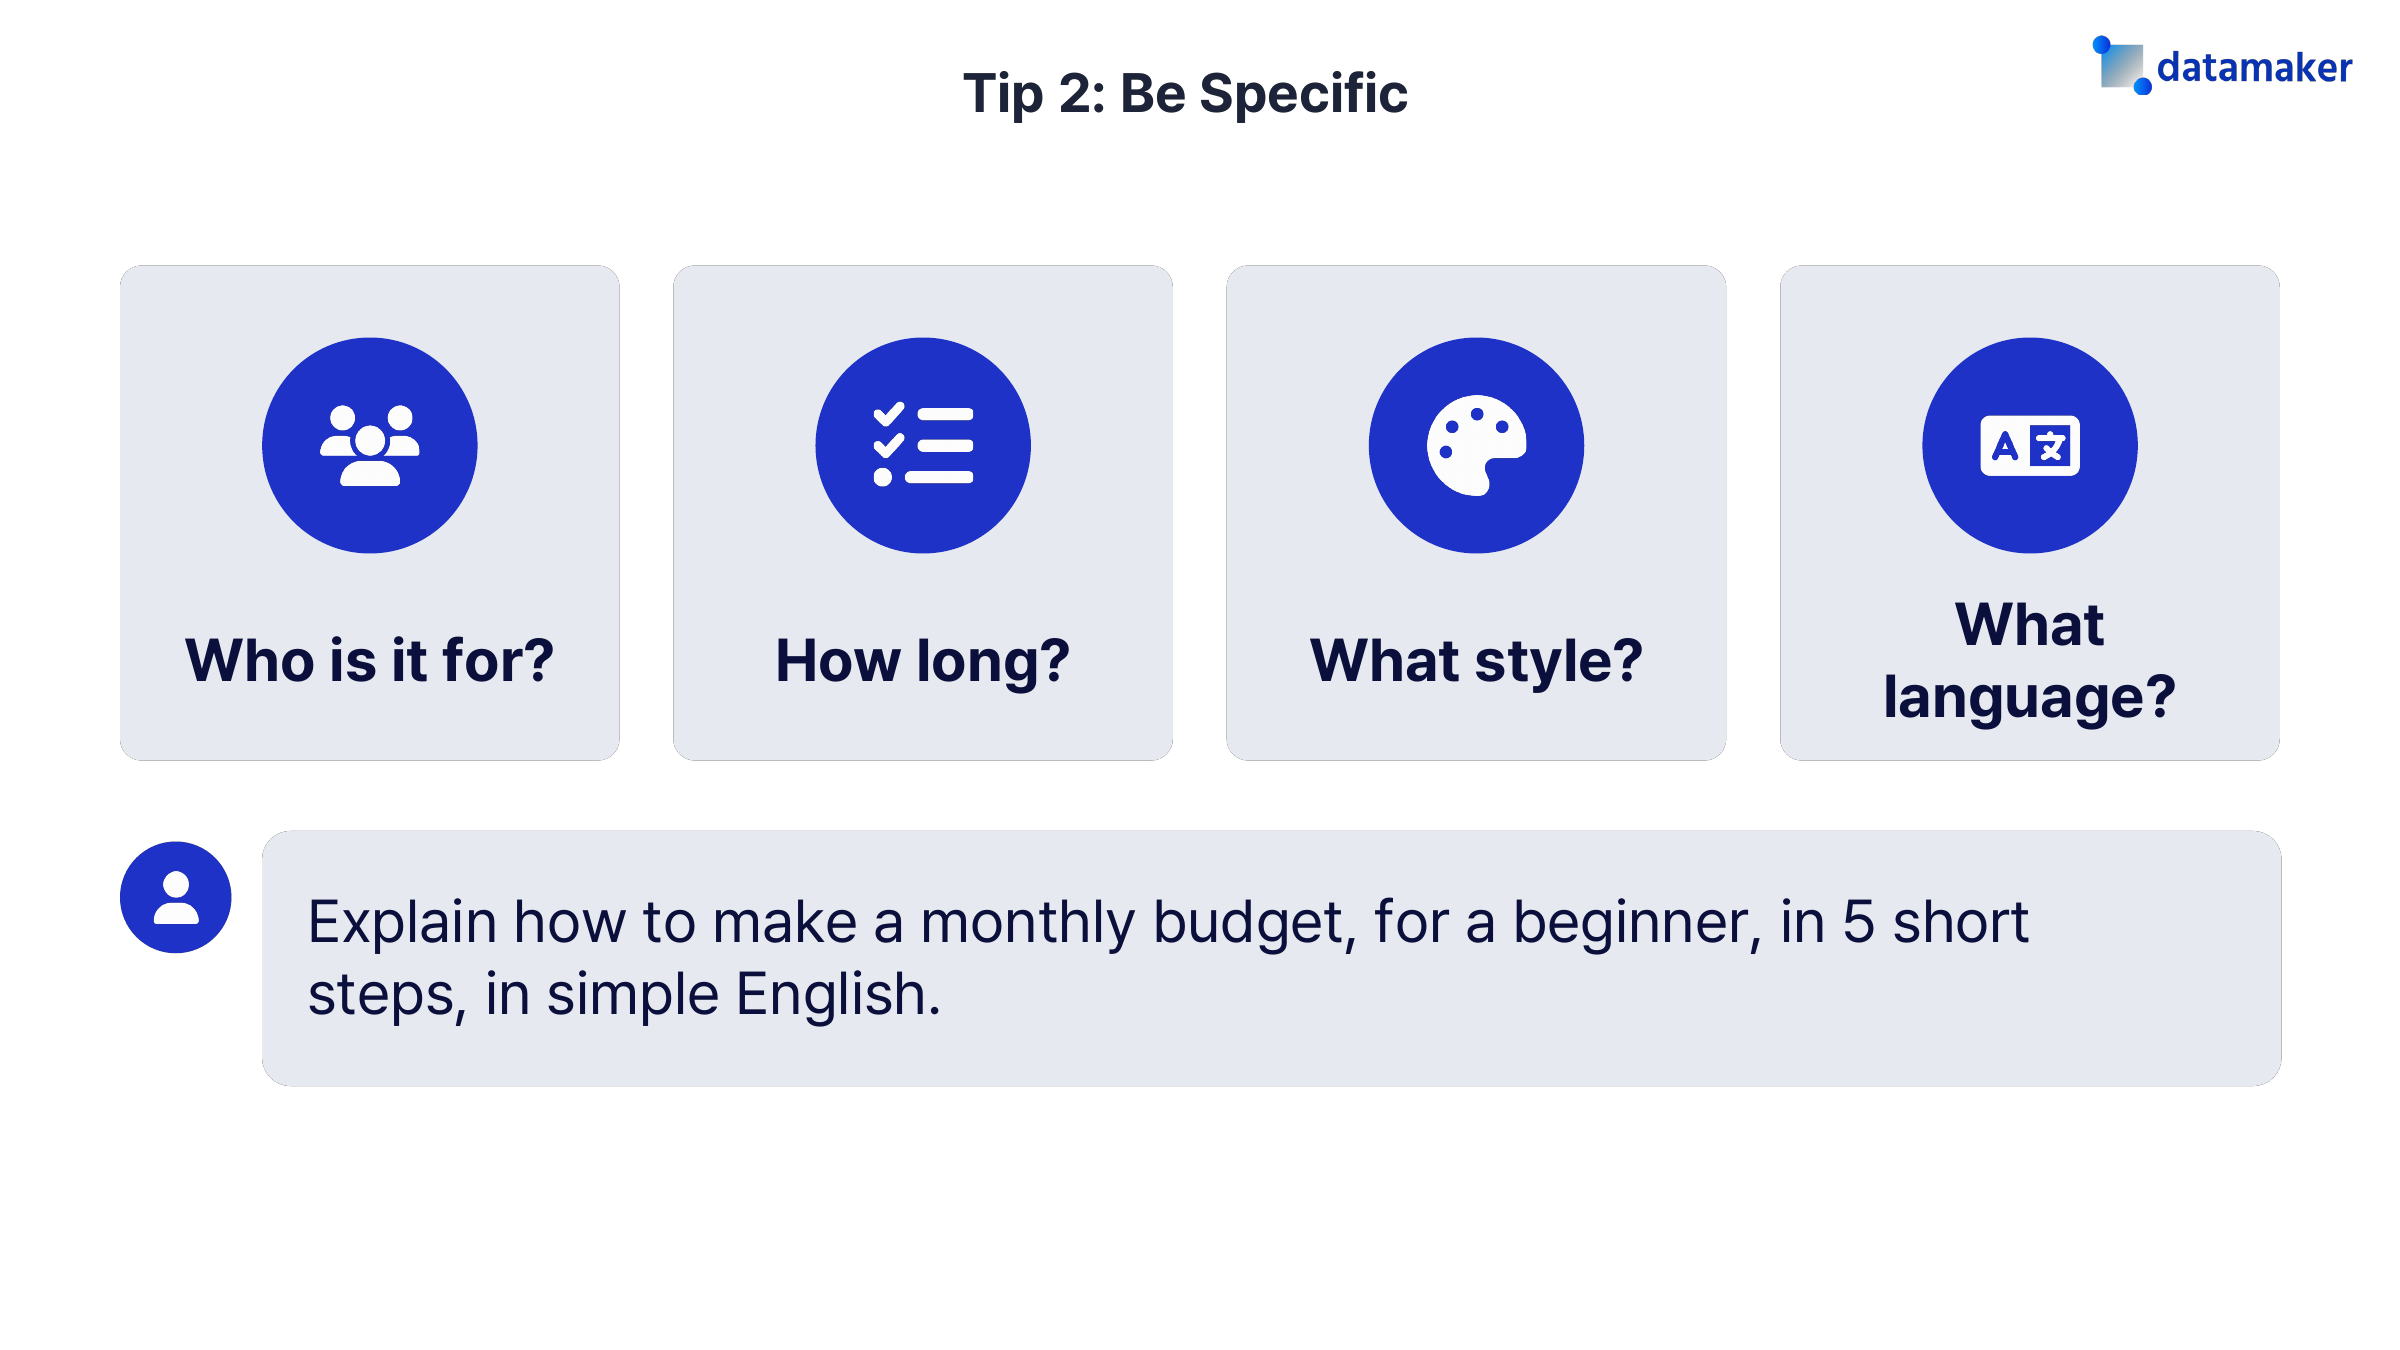 Tip 2: Be Specific
datamaker
Who is it for?
How long?
What style?
What
language?
Explain how to make a monthly budget, for a beginner, in 5 short
steps, in simple English.